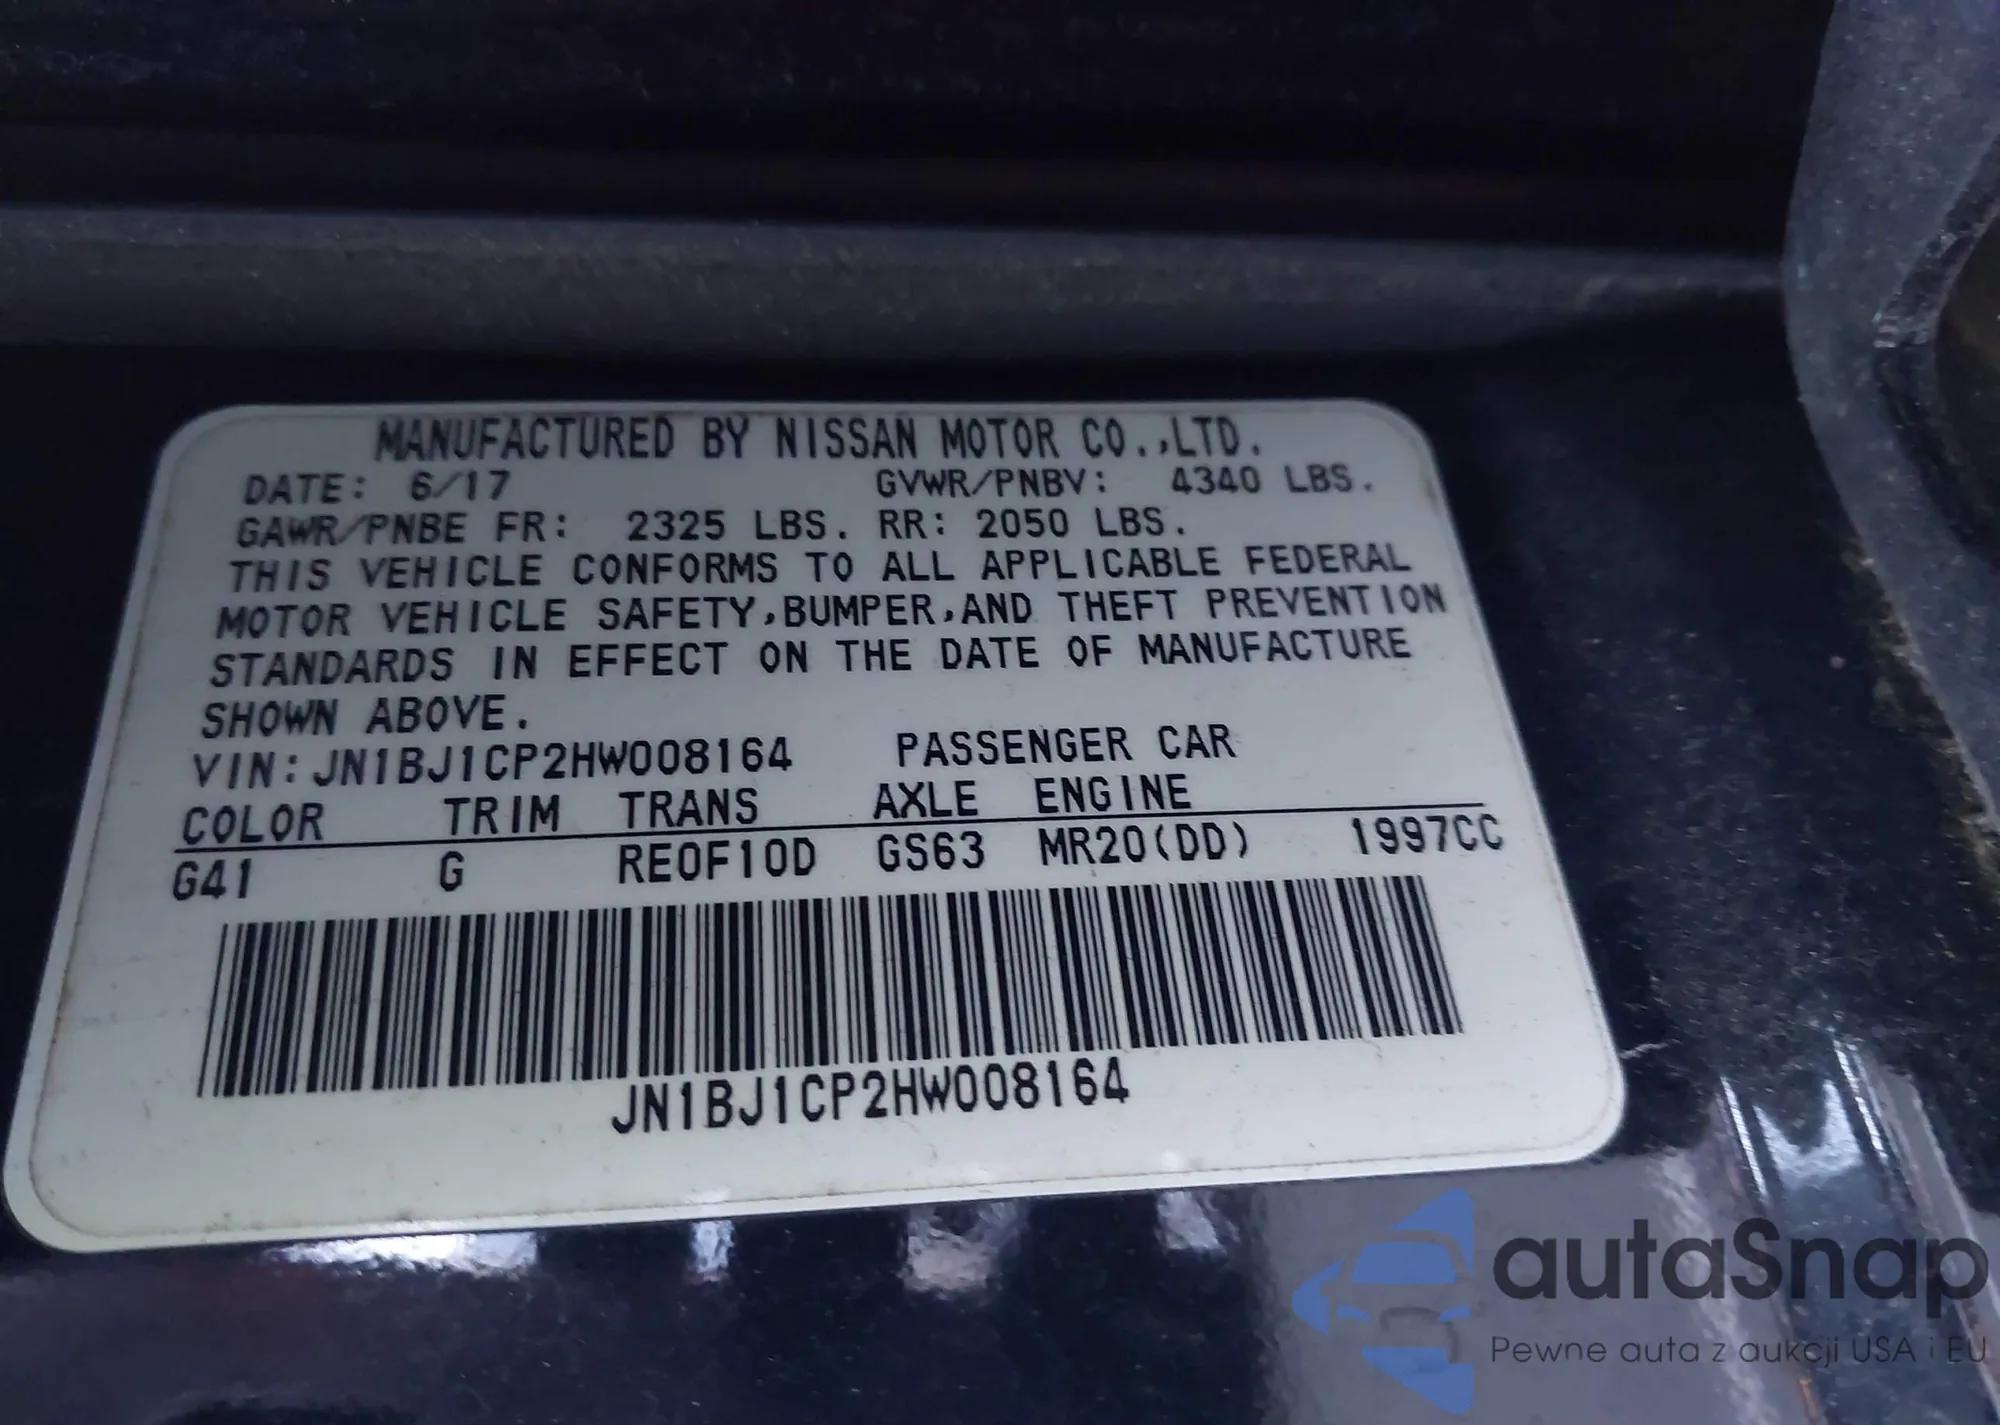 MANUFACTURED BY NISSAN MOTOR CO.,LTD.
DATE: 6/17 GVWR/PNBV: 4340 LBS.
GAWR/PNBE FR: 2325 LBS. RR: 2050 LBS.
THIS VEHICLE CONFORMS TO ALL APPLICABLE FEDERAL
MOTOR VEHICLE SAFETY,BUMPER,AND THEFT PREVENTION
STANDARDS IN EFFECT ON THE DATE OF MANUFACTURE
SHOWN ABOVE.
VIN:JN1BJ1CP2HW008164 PASSENGER CAR
COLOR TRIM TRANS AXLE ENGINE
G41 G RE0F10D GS63 MR20(DD) 1997CC
JN1BJ1CP2HW008164
autaSnap
Pewne auta z aukcji USA i EU